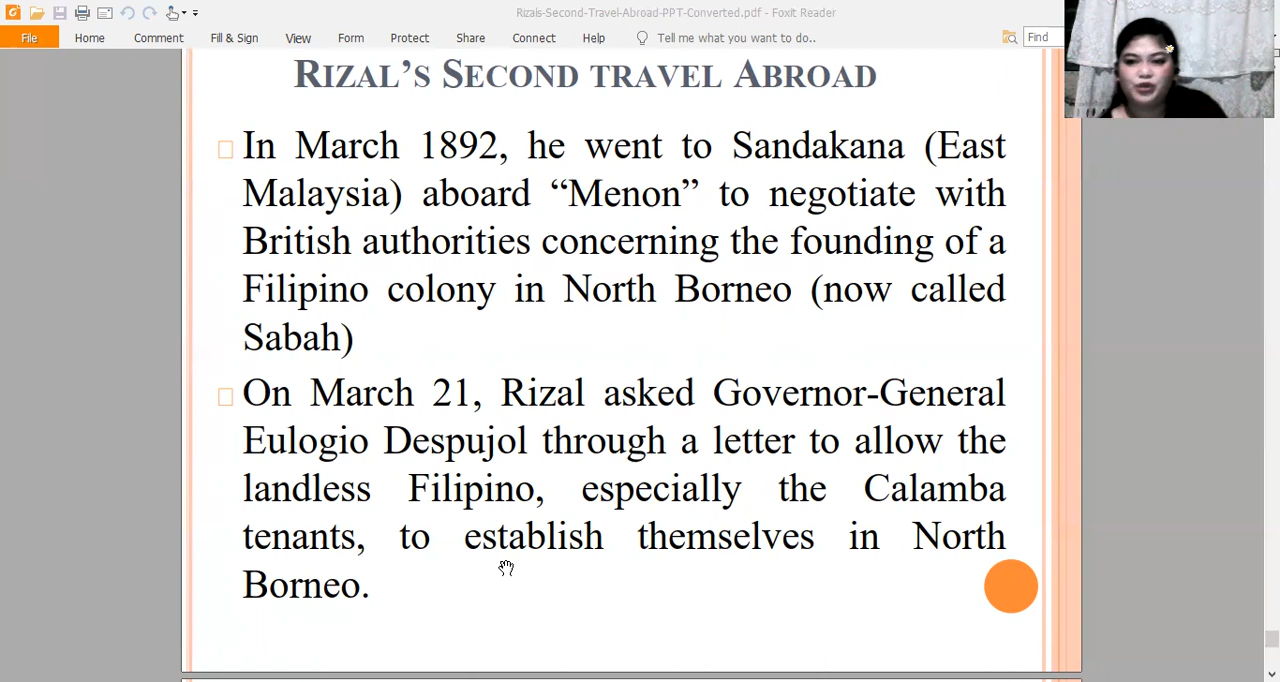 Rizals-Second-Travel-Abroad-PPT-Converted.pdf - Foxit Reader
File Home Comment Fill & Sign View Form Protect Share Connect Help Tell me what you want to do.. Find
RIZAL'S SECOND TRAVEL ABROAD
In March 1892, he went to Sandakana (East
Malaysia) aboard “Menon” to negotiate with
British authorities concerning the founding of a
Filipino colony in North Borneo (now called
Sabah)
On March 21, Rizal asked Governor-General
Eulogio Despujol through a letter to allow the
landless Filipino, especially the Calamba
tenants, to establish themselves in North
Borneo.